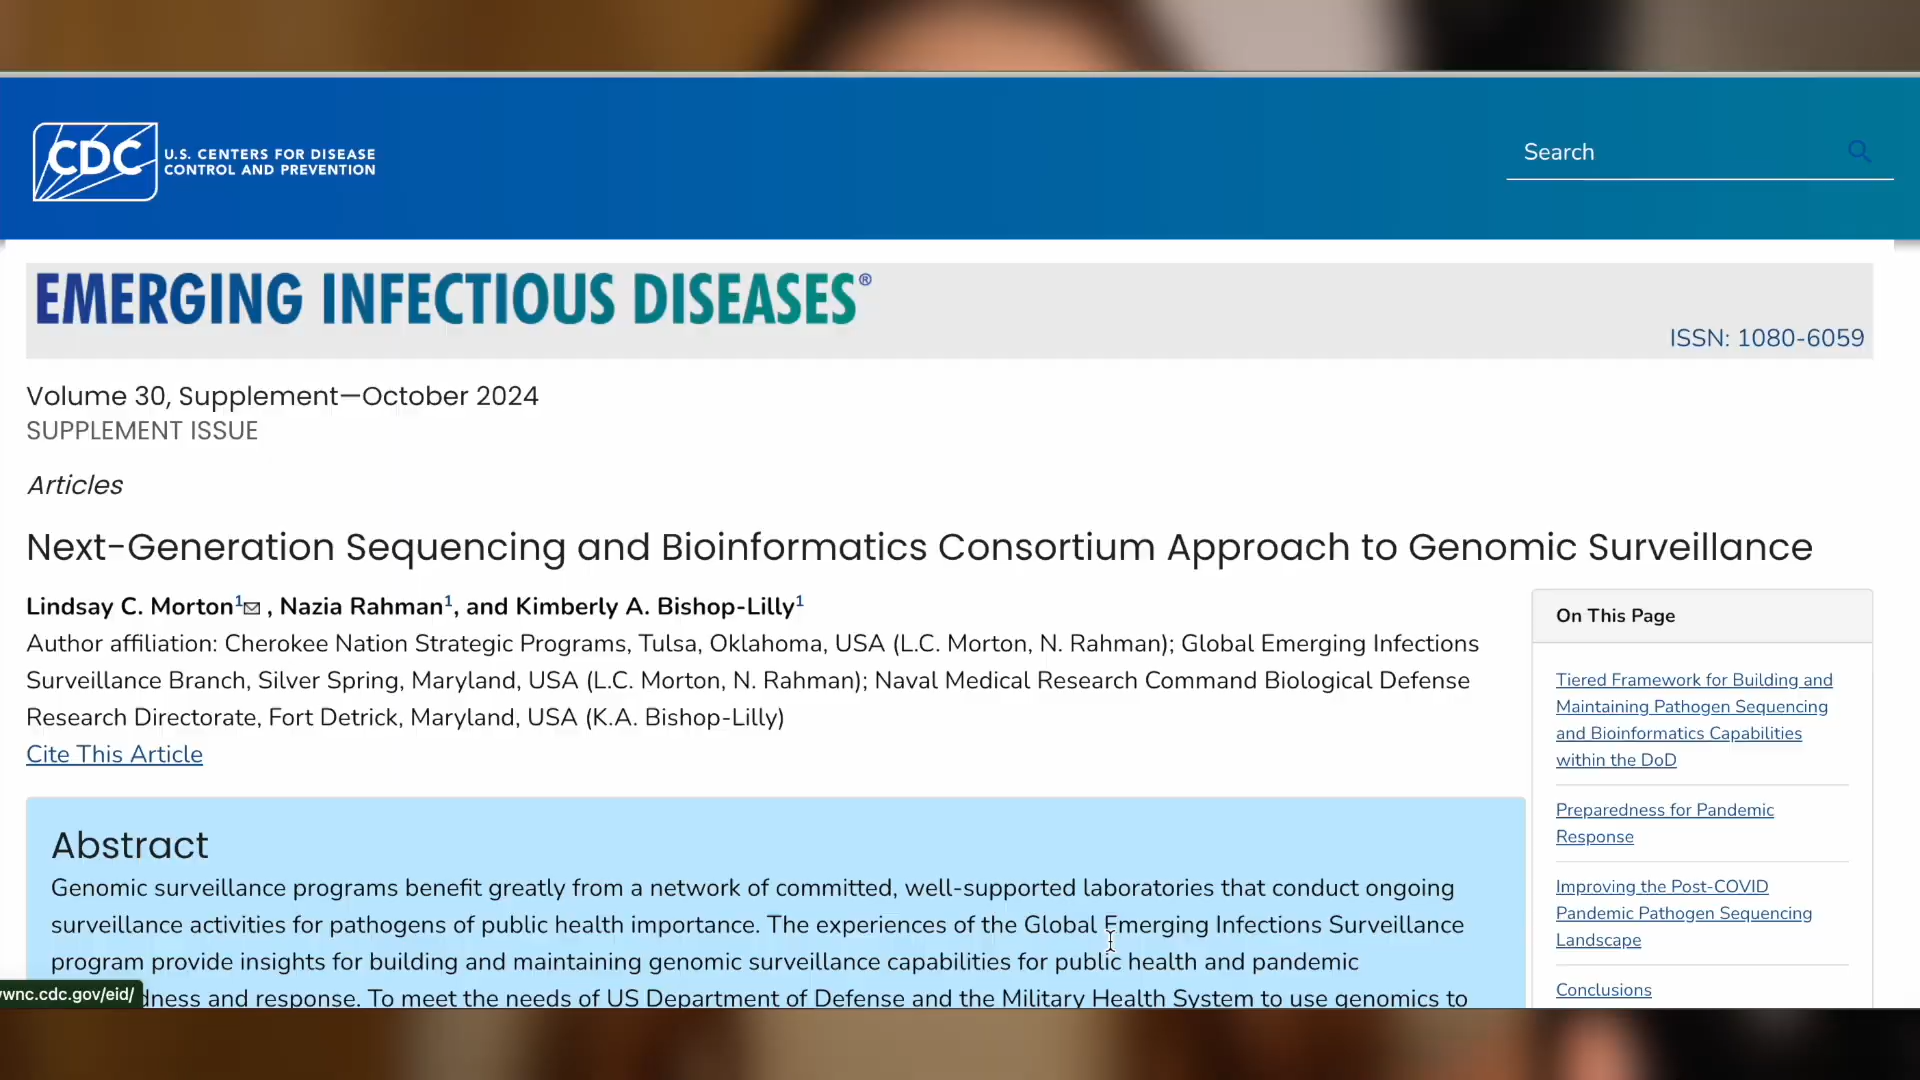 CDC
U.S. CENTERS FOR DISEASE
CONTROL AND PREVENTION
Search
EMERGING INFECTIOUS DISEASES®
ISSN: 1080-6059
Volume 30, Supplement—October 2024
SUPPLEMENT ISSUE
Articles
Next-Generation Sequencing and Bioinformatics Consortium Approach to Genomic Surveillance
Lindsay C. Morton1 , Nazia Rahman1, and Kimberly A. Bishop-Lilly1
Author affiliation: Cherokee Nation Strategic Programs, Tulsa, Oklahoma, USA (L.C. Morton, N. Rahman); Global Emerging Infections
Surveillance Branch, Silver Spring, Maryland, USA (L.C. Morton, N. Rahman); Naval Medical Research Command Biological Defense
Research Directorate, Fort Detrick, Maryland, USA (K.A. Bishop-Lilly)
Cite This Article
Abstract
Genomic surveillance programs benefit greatly from a network of committed, well-supported laboratories that conduct ongoing
surveillance activities for pathogens of public health importance. The experiences of the Global Emerging Infections Surveillance
program provide insights for building and maintaining genomic surveillance capabilities for public health and pandemic
dness and response. To meet the needs of US Department of Defense and the Military Health System to use genomics to
wnc.cdc.gov/eid/
On This Page
Tiered Framework for Building and
Maintaining Pathogen Sequencing
and Bioinformatics Capabilities
within the DoD
Preparedness for Pandemic
Response
Improving the Post-COVID
Pandemic Pathogen Sequencing
Landscape
Conclusions